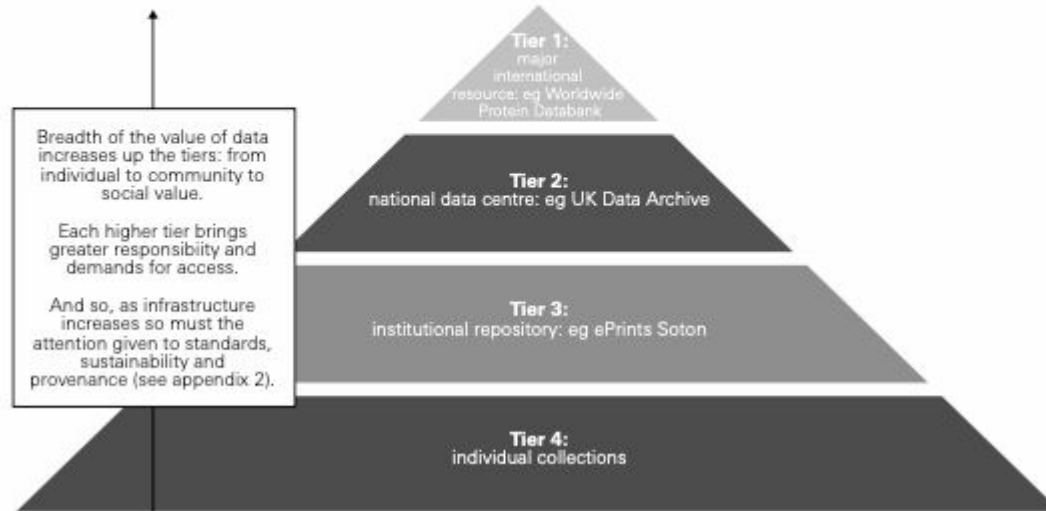 Tier 1:
major
international
resource: eg Worldwide
Protein Databank
Breadth of the value of data
increases up the tiers: from
individual to community to
social value.
Each higher tier brings
greater responsibiity and
demands for access.
And so, as infrastructure
increases so must the
attention given to standards,
sustainability and
provenance (see appendix 2).
Tier 2:
national data centre: eg UK Data Archive
Tier 3:
institutional repository: eg ePrints Soton
Tier 4:
individual collections